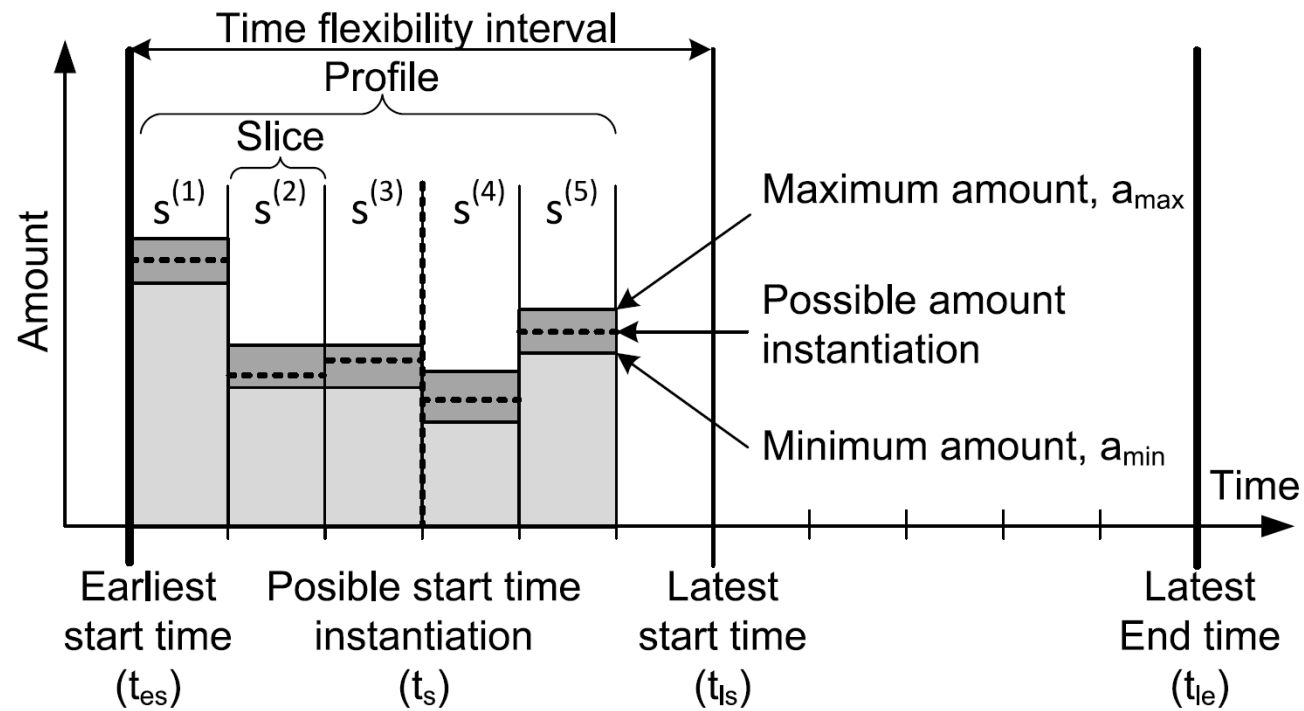 Time flexibility interval
Profile
Slice
s(1) s(2) s(3) s(4) s(5)
Amount
Maximum amount, amax
Possible amount
instantiation
Minimum amount, amin
Time
Earliest
start time
(tes)
Posible start time
instantiation
(ts)
Latest
start time
(tls)
Latest
End time
(tle)